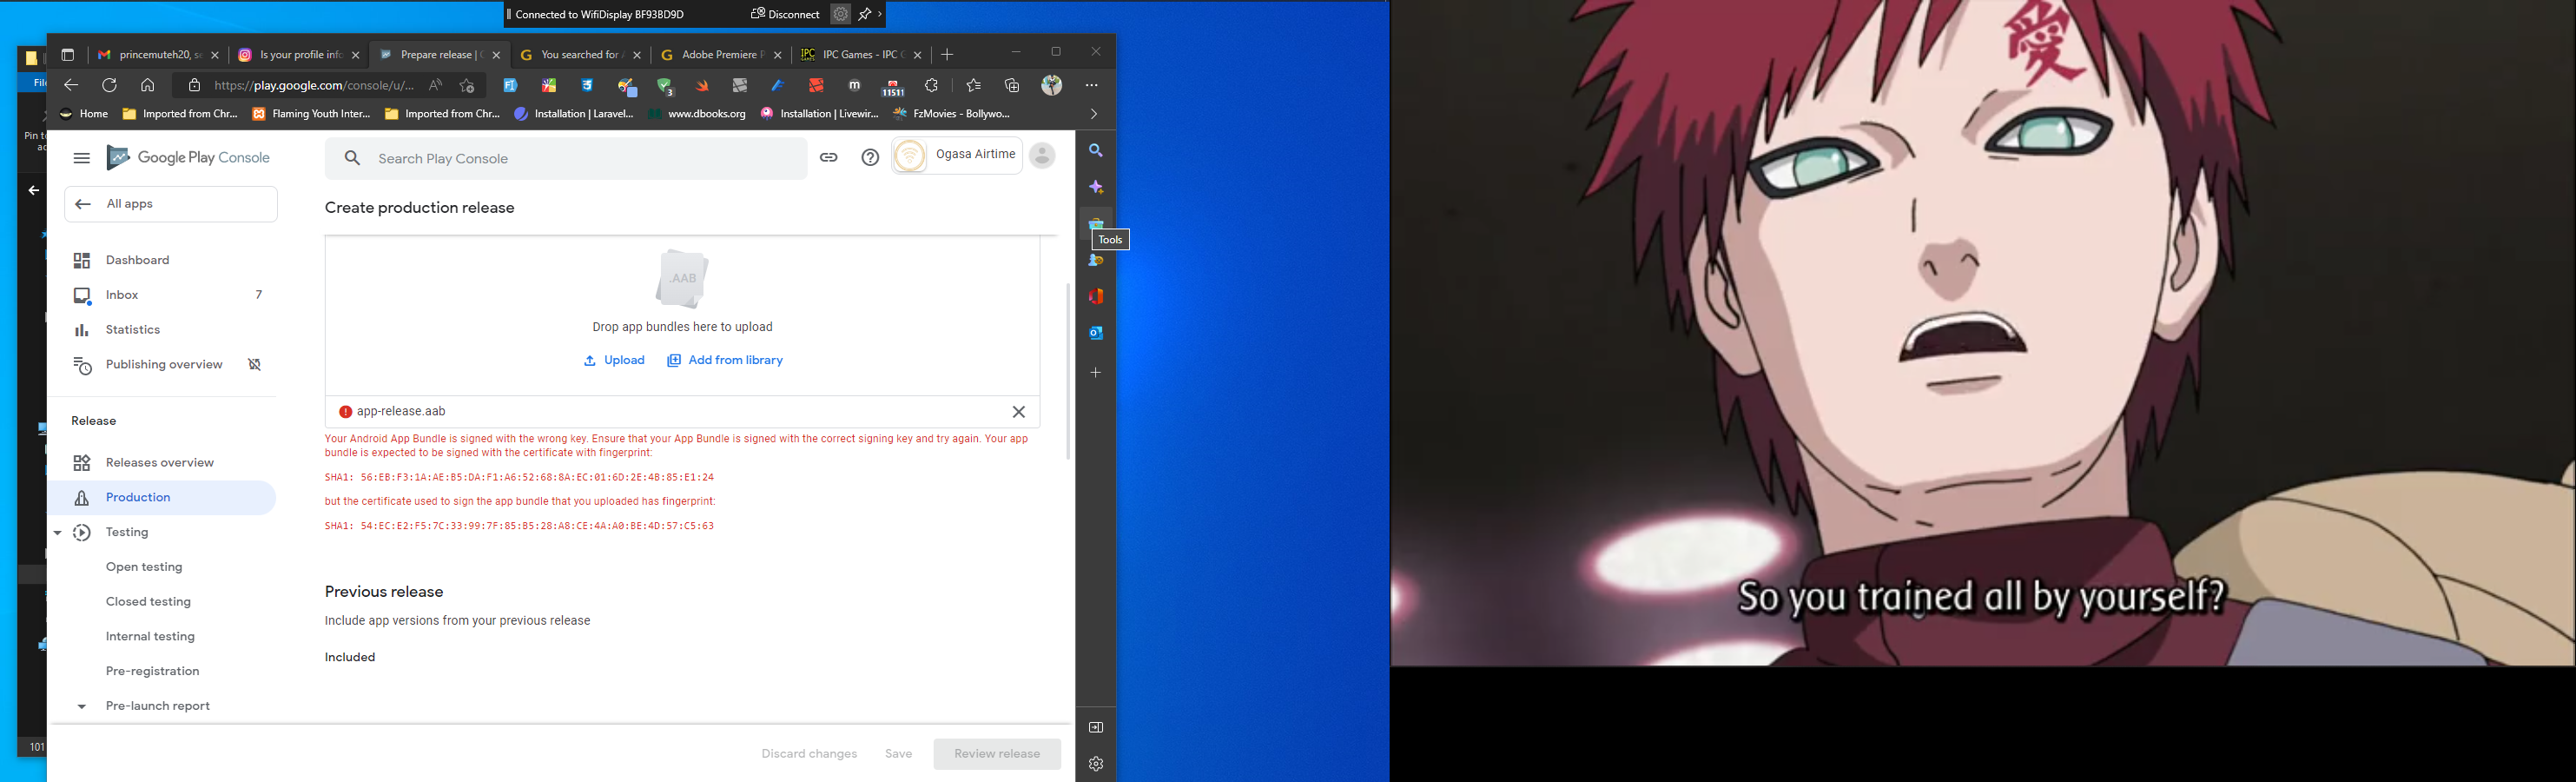 Connected to WifiDisplay BF93BD9D
Disconnect
princemuteh20, se
Is your profile info
Prepare release | G
You searched for A
Adobe Premiere P
IPC Games - IPC G
https://play.google.com/console/u/...
3
11511
File
Home
Imported from Chr...
Flaming Youth Inter...
Imported from Chr...
Installation | Laravel...
www.dbooks.org
Installation | Livewir...
FzMovies - Bollywo...
Pin to
Google Play Console
Search Play Console
Ogasa Airtime
All apps
Create production release
Tools
Dashboard
Inbox
7
Statistics
Publishing overview
.AAB
Drop app bundles here to upload
Upload
Add from library
app-release.aab
Release
Your Android App Bundle is signed with the wrong key. Ensure that your App Bundle is signed with the correct signing key and try again. Your app
bundle is expected to be signed with the certificate with fingerprint:
SHA1: 56:EB:F3:1A:AE:B5:DA:F1:A6:52:68:8A:EC:01:6D:2E:4B:85:E1:24
but the certificate used to sign the app bundle that you uploaded has fingerprint:
SHA1: 54:EC:E2:F5:7C:33:99:7F:85:B5:28:A8:CE:4A:A0:BE:4D:57:C5:63
Releases overview
Production
Testing
Open testing
Closed testing
Internal testing
Pre-registration
Pre-launch report
Previous release
Include app versions from your previous release
Included
101
Discard changes
Save
Review release
愛
So you trained all by yourself?